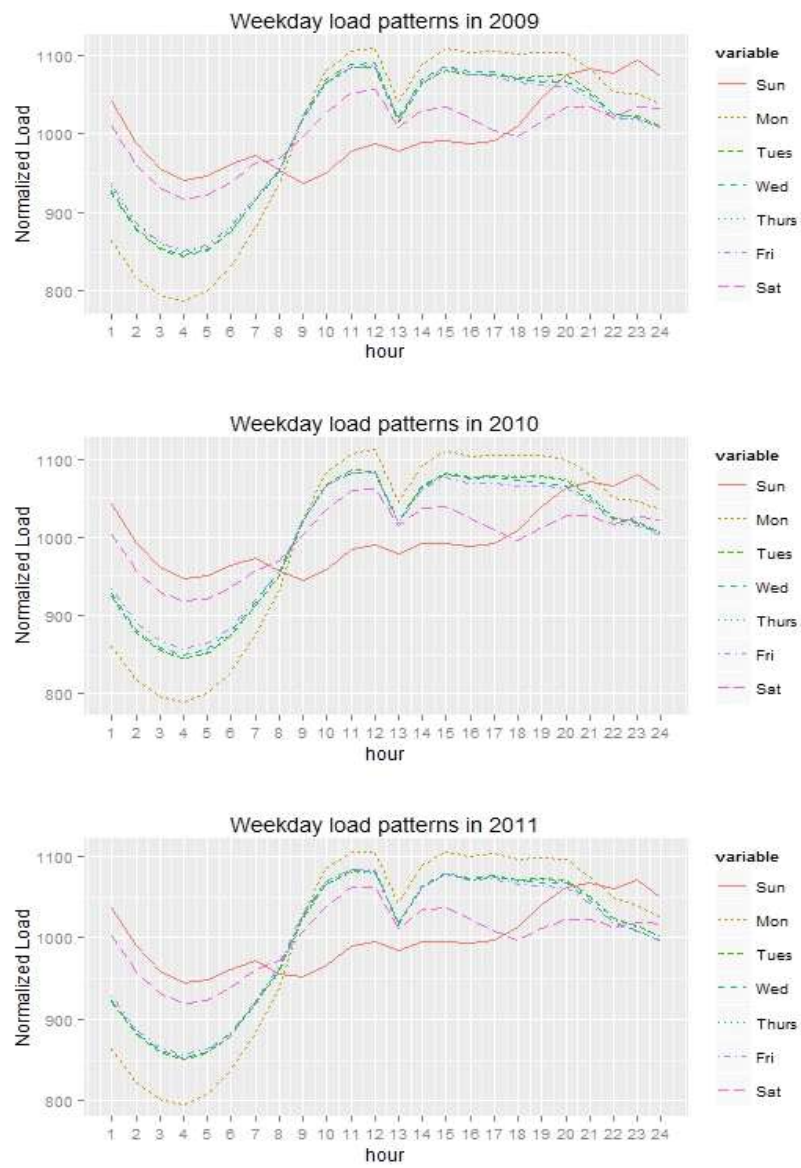 Weekday load patterns in 2009
Normalized Load
1100
1000
900
800
1 2 3 4 5 6 7 8 9 10 11 12 13 14 15 16 17 18 19 20 21 22 23 24
hour
variable
Sun
Mon
Tues
Wed
Thurs
Fri
Sat
Weekday load patterns in 2010
Normalized Load
1100
1000
900
800
1 2 3 4 5 6 7 8 9 10 11 12 13 14 15 16 17 18 19 20 21 22 23 24
hour
variable
Sun
Mon
Tues
Wed
Thurs
Fri
Sat
Weekday load patterns in 2011
Normalized Load
1100
1000
900
800
1 2 3 4 5 6 7 8 9 10 11 12 13 14 15 16 17 18 19 20 21 22 23 24
hour
variable
Sun
Mon
Tues
Wed
Thurs
Fri
Sat